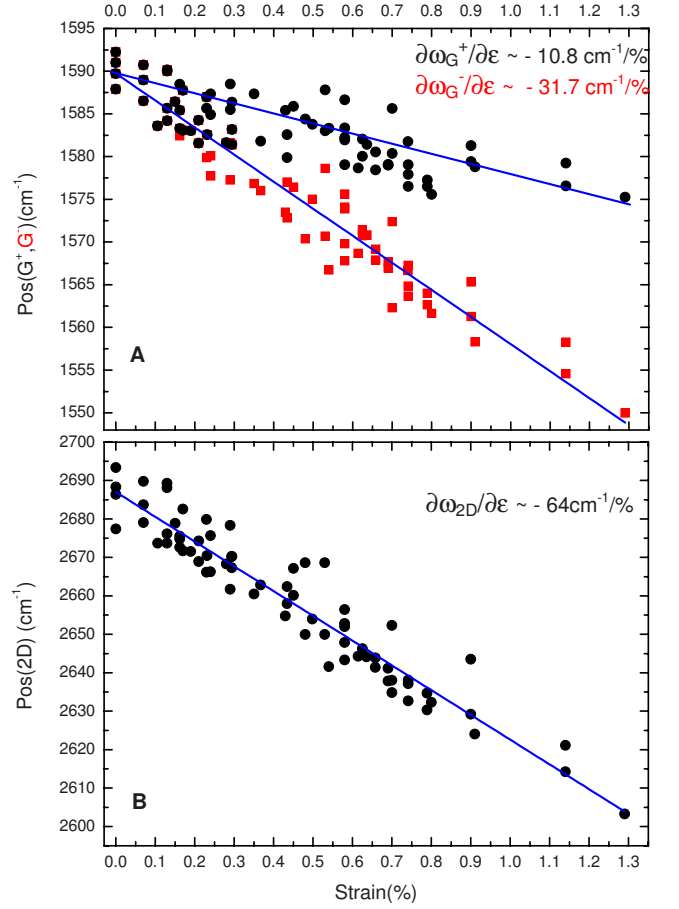 0.0 0.1 0.2 0.3 0.4 0.5 0.6 0.7 0.8 0.9 1.0 1.1 1.2 1.3
1595
∂ωG⁺/∂ε ~ - 10.8 cm⁻¹/%
1590
∂ωG⁻/∂ε ~ - 31.7 cm⁻¹/%
1585
1580
1575
1570
1565
1560
1555
1550
Pos(G⁺,G⁻)(cm⁻¹)
A
2700
2690
∂ω2D/∂ε ~ - 64cm⁻¹/%
2680
2670
2660
2650
2640
2630
2620
2610
2600
Pos(2D) (cm⁻¹)
B
0.0 0.1 0.2 0.3 0.4 0.5 0.6 0.7 0.8 0.9 1.0 1.1 1.2 1.3
Strain(%)